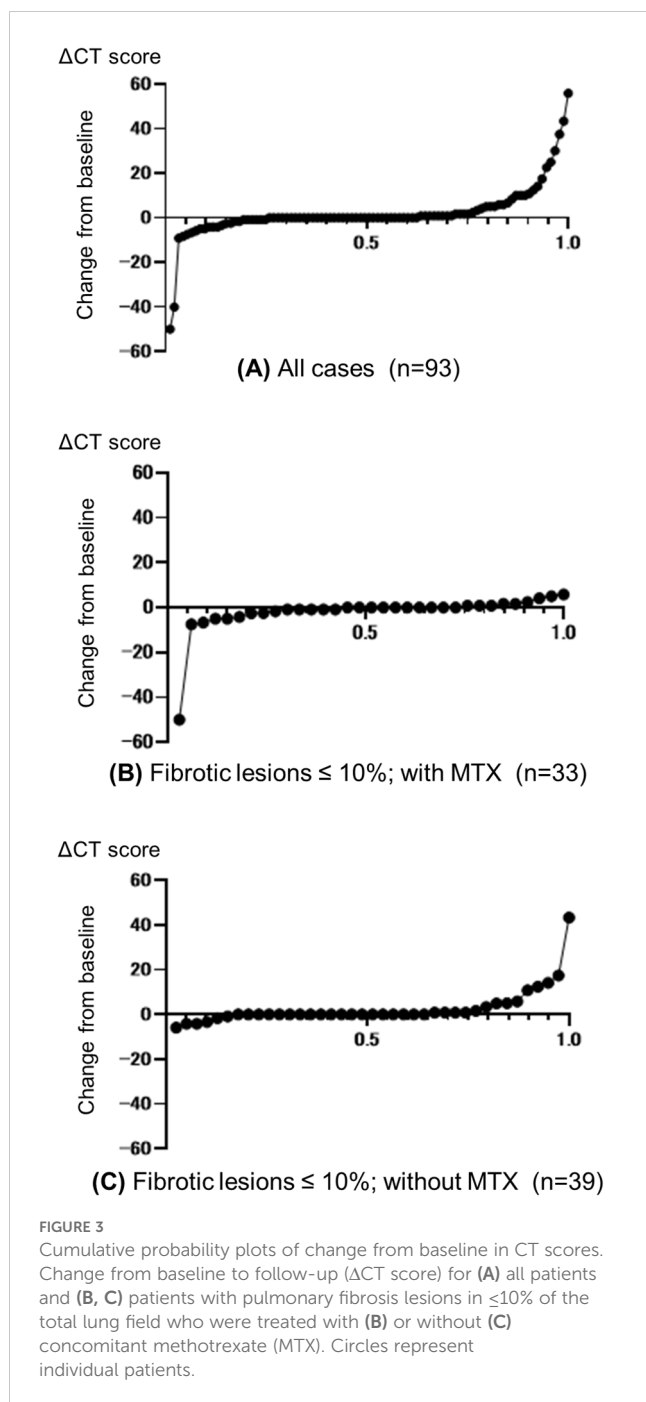 ΔCT score
Change from baseline
60
40
20
0
−20
−40
−60
0.5
1.0
(A) All cases (n=93)
ΔCT score
Change from baseline
60
40
20
0
−20
−40
−60
0.5
1.0
(B) Fibrotic lesions ≤ 10%; with MTX (n=33)
ΔCT score
Change from baseline
60
40
20
0
−20
−40
−60
0.5
1.0
(C) Fibrotic lesions ≤ 10%; without MTX (n=39)
FIGURE 3
Cumulative probability plots of change from baseline in CT scores.
Change from baseline to follow-up (ΔCT score) for (A) all patients
and (B, C) patients with pulmonary fibrosis lesions in ≤10% of the
total lung field who were treated with (B) or without (C)
concomitant methotrexate (MTX). Circles represent
individual patients.